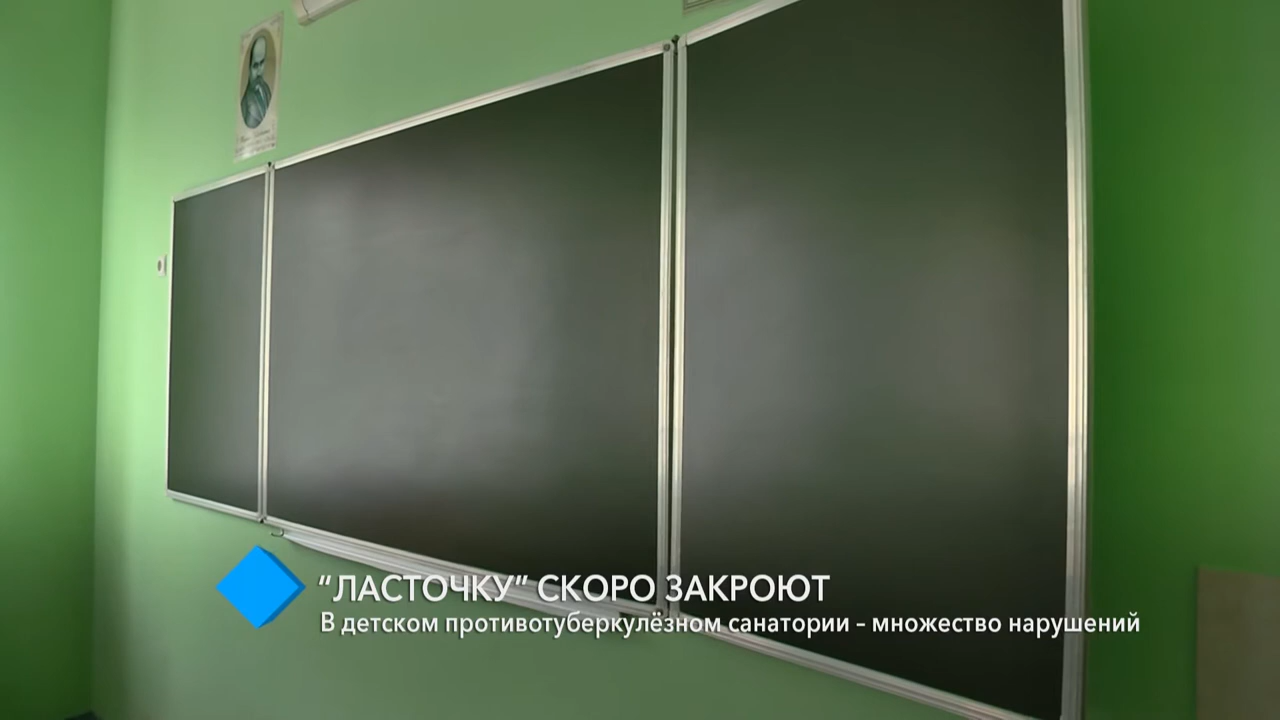 “ЛАСТОЧКУ” СКОРО ЗАКРОЮТ
В детском противотуберкулёзном санатории – множество нарушений